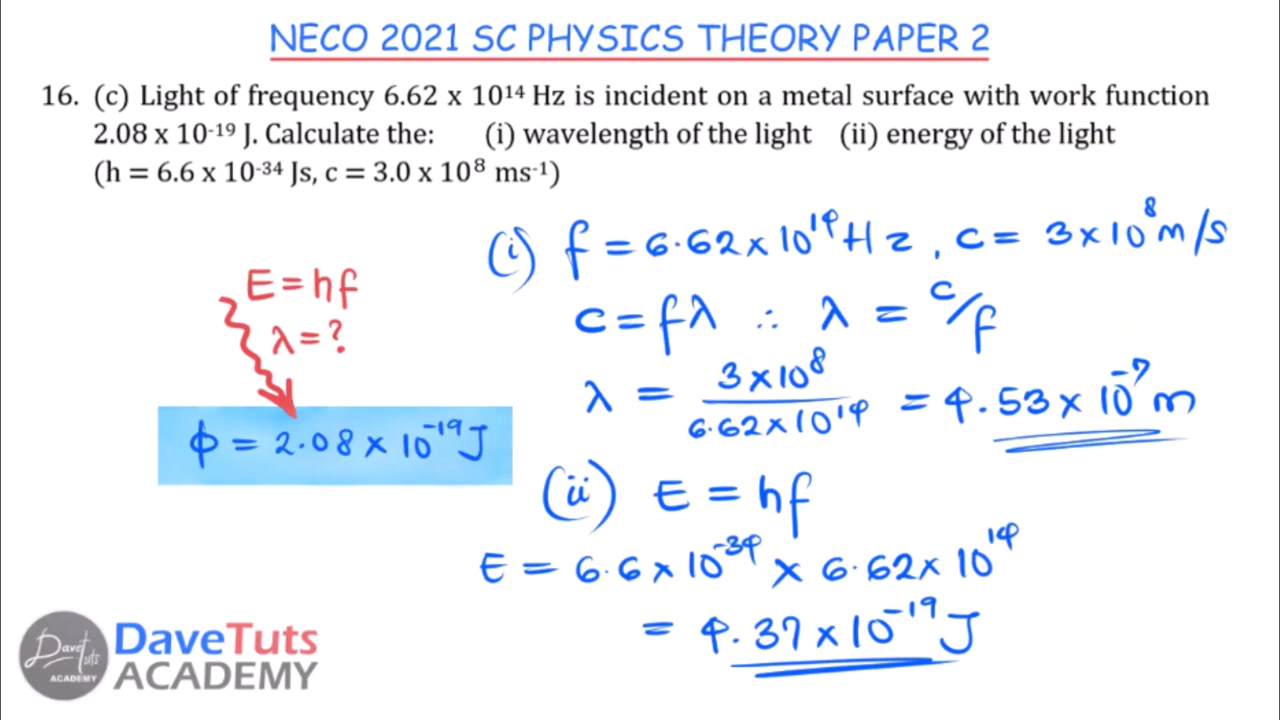 NECO 2021 SC PHYSICS THEORY PAPER 2
16. (c) Light of frequency 6.62 x 10¹⁴ Hz is incident on a metal surface with work function
2.08 x 10⁻¹⁹ J. Calculate the: (i) wavelength of the light (ii) energy of the light
(h = 6.6 x 10⁻³⁴ Js, c = 3.0 x 10⁸ ms⁻¹)
(i) f = 6.62 x 10¹⁴ Hz, c = 3 x 10⁸ m/s
E = hf
λ = ?
c = fλ ∴ λ = c/f
λ = 3 x 10⁸ / 6.62 x 10¹⁴ = 4.53 x 10⁻⁷ m
ϕ = 2.08 x 10⁻¹⁹ J
(ii) E = hf
E = 6.6 x 10⁻³⁴ x 6.62 x 10¹⁴
= 4.37 x 10⁻¹⁹ J
Dave Tuts
ACADEMY
DaveTuts
ACADEMY